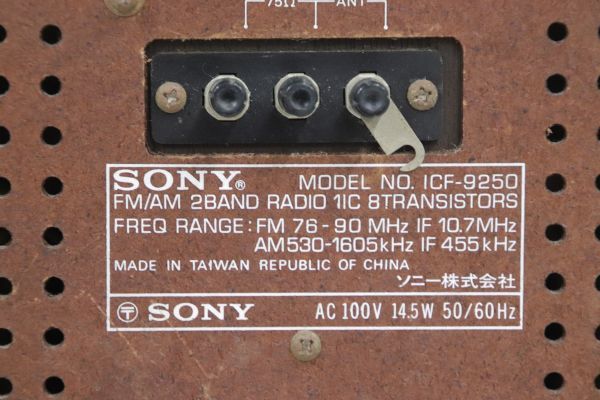 75Ω ANT
SONY® MODEL NO. ICF-9250
FM/AM 2BAND RADIO 1IC 8TRANSISTORS
FREQ RANGE: FM 76-90 MHz IF 10.7MHz
AM530-1605kHz IF 455kHz
MADE IN TAIWAN REPUBLIC OF CHINA
ソニー株式会社
〒 SONY AC 100V 14.5W 50/60Hz